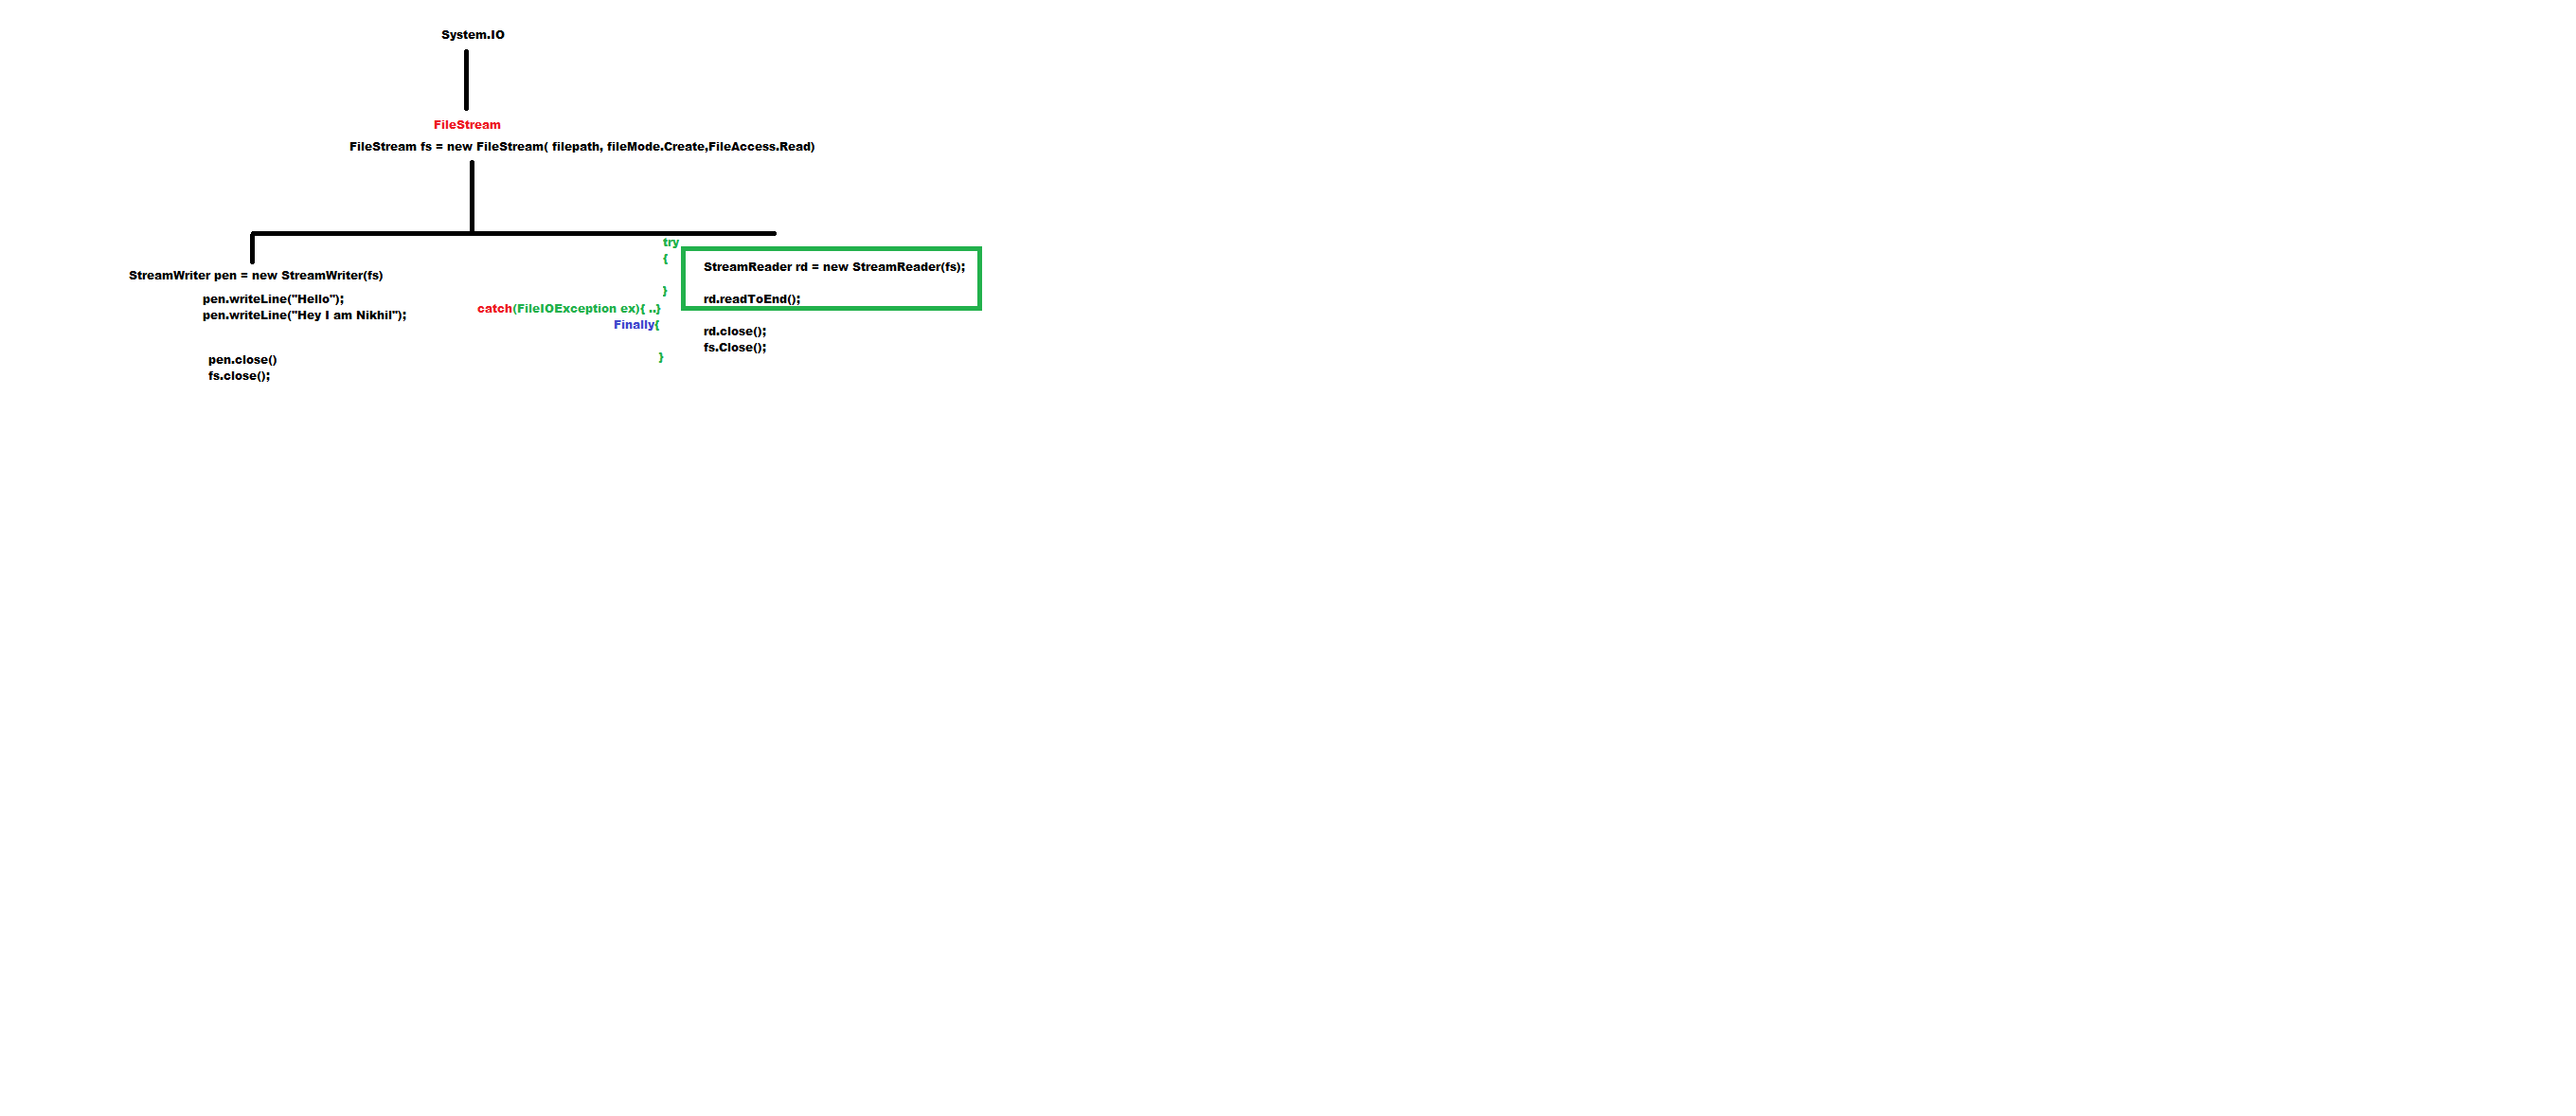 System.IO
FileStream
FileStream fs = new FileStream( filepath, fileMode.Create,FileAccess.Read)
StreamWriter pen = new StreamWriter(fs)
pen.writeLine("Hello");
pen.writeLine("Hey I am Nikhil");
pen.close()
fs.close();
try
{
}
catch(FileIOException ex){ ..}
Finally{
}
StreamReader rd = new StreamReader(fs);
rd.readToEnd();
rd.close();
fs.Close();